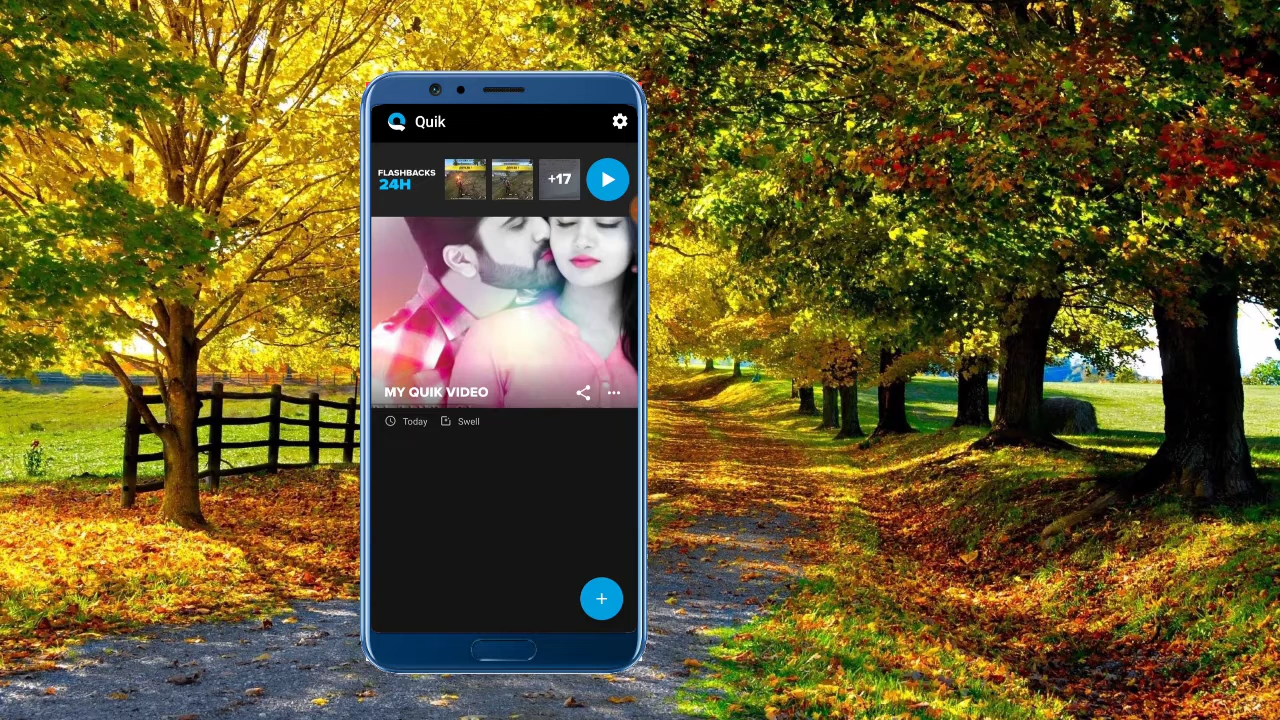 Quik
FLASHBACKS
24H
+17
MY QUIK VIDEO
Today Swell